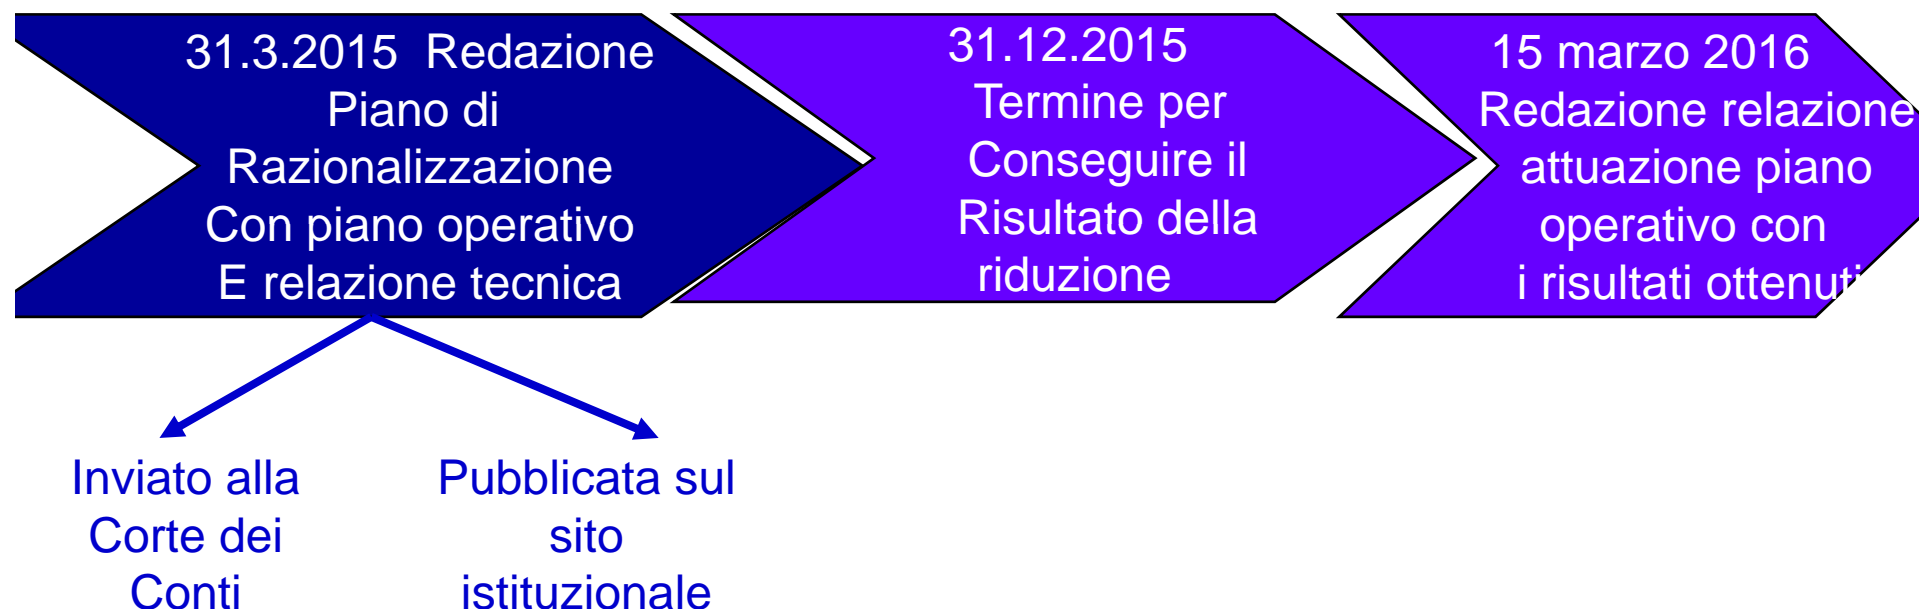 31.3.2015 Redazione
Piano di
Razionalizzazione
Con piano operativo
E relazione tecnica
31.12.2015
Termine per
Conseguire il
Risultato della
riduzione
15 marzo 2016
Redazione relazione
attuazione piano
operativo con
i risultati ottenuti
Inviato alla
Corte dei
Conti
Pubblicata sul
sito
istituzionale